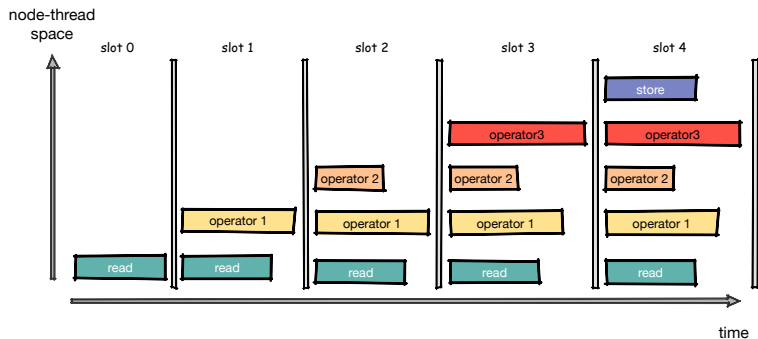 node-thread
space
slot 0
slot 1
slot 2
slot 3
slot 4
store
operator3
operator3
operator 2
operator 2
operator 2
operator 1
operator 1
operator 1
operator 1
read
read
read
read
read
time